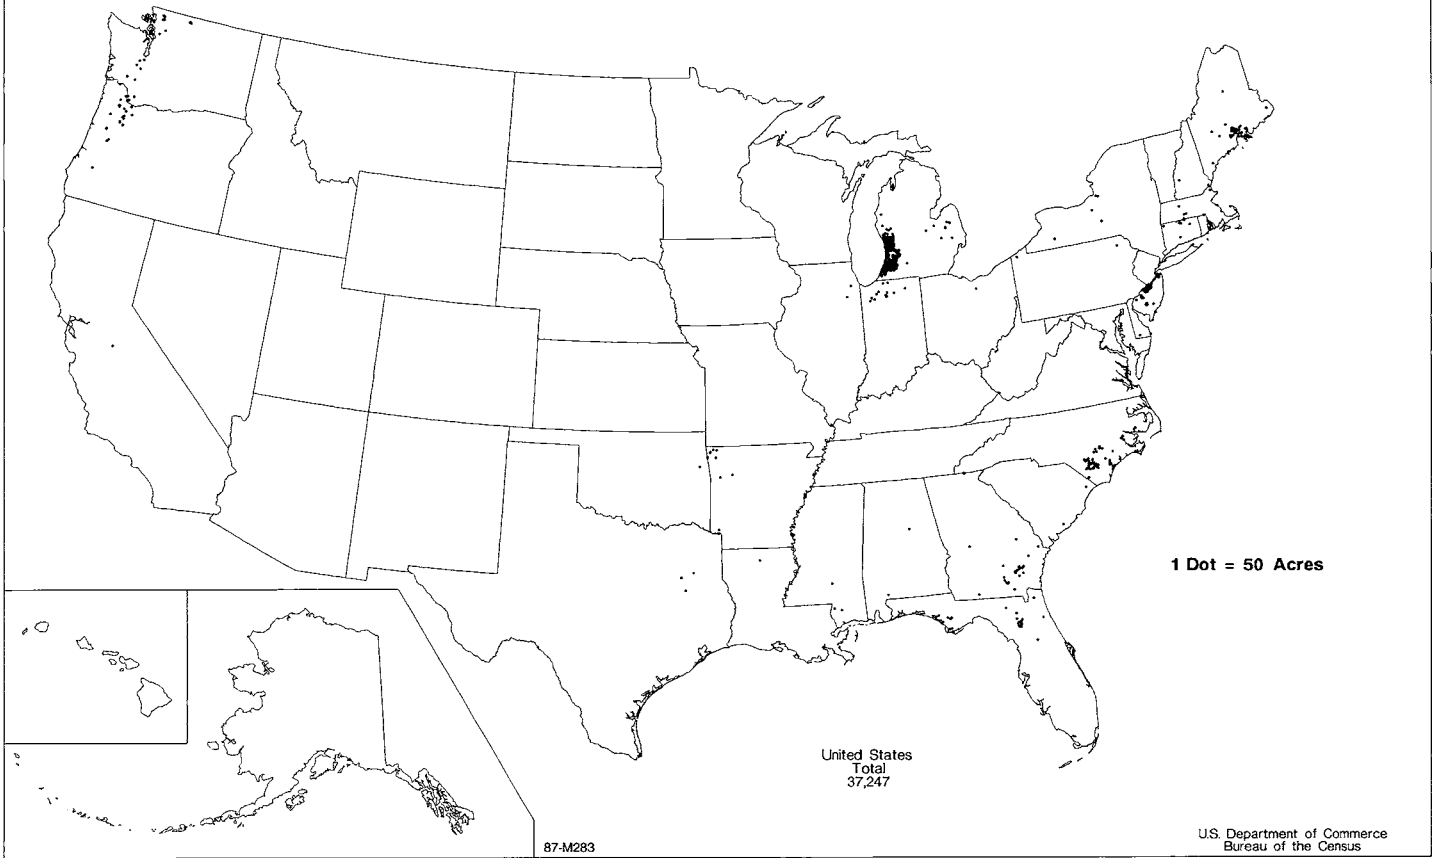 1 Dot = 50 Acres
United States
Total
37,247
87-M283
U.S. Department of Commerce
Bureau of the Census